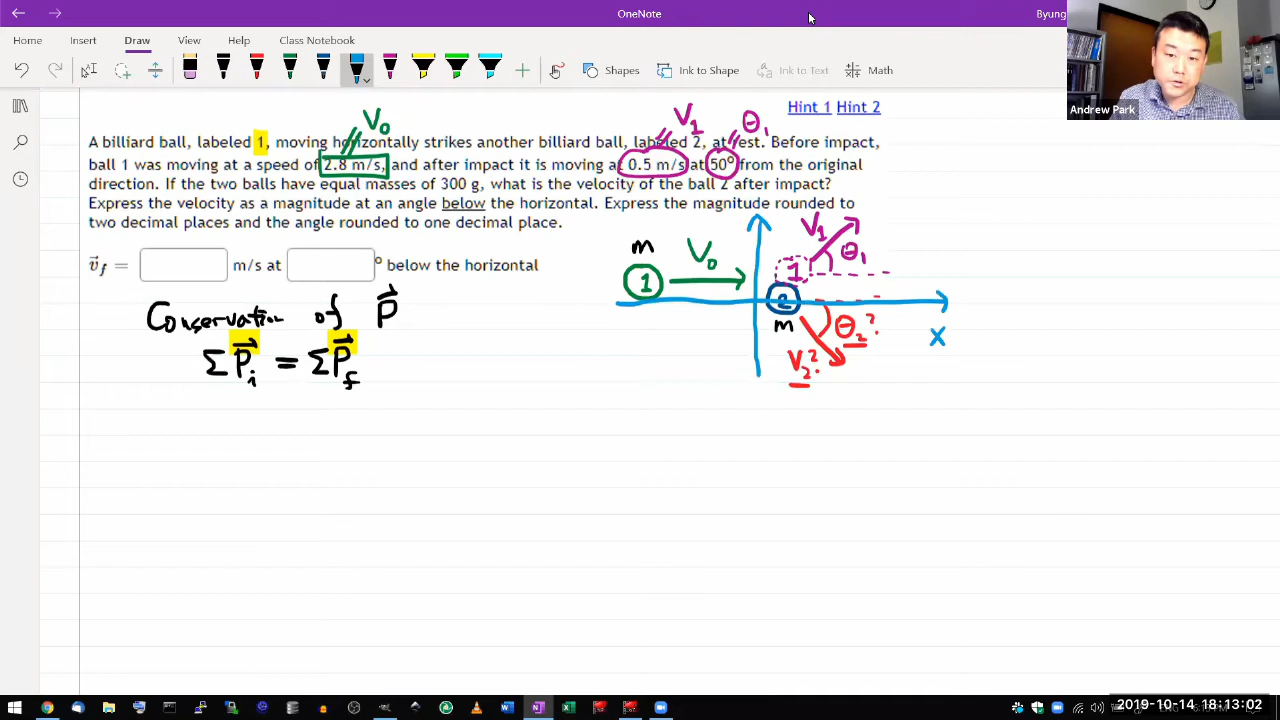 OneNote
Byung
Home Insert Draw View Help Class Notebook
Shapes Ink to Shape Ink to Text Math
Andrew Park
Hint 1 Hint 2
V₀ V₁ θ₁
A billiard ball, labeled 1, moving horizontally strikes another billiard ball, labeled 2, at rest. Before impact,
ball 1 was moving at a speed of 2.8 m/s, and after impact it is moving at 0.5 m/s at 50° from the original
direction. If the two balls have equal masses of 300 g, what is the velocity of the ball 2 after impact?
Express the velocity as a magnitude at an angle below the horizontal. Express the magnitude rounded to
two decimal places and the angle rounded to one decimal place.
v⃗f = m/s at ° below the horizontal
m V₀ V₁ θ₁
1 1
2
m θ₂?
V₂?
x
Conservation of P⃗
ΣP⃗i = ΣP⃗f
2019-10-14 18:13:02